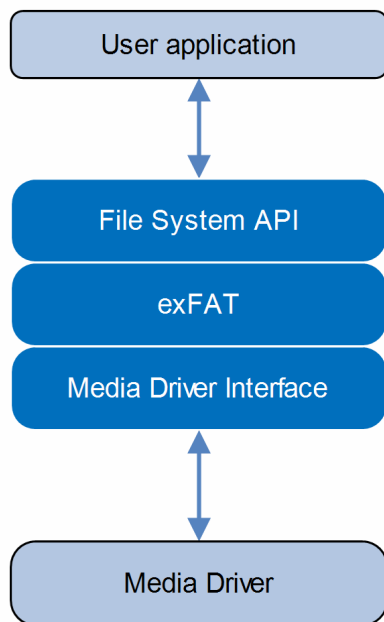 User application
File System API
exFAT
Media Driver Interface
Media Driver